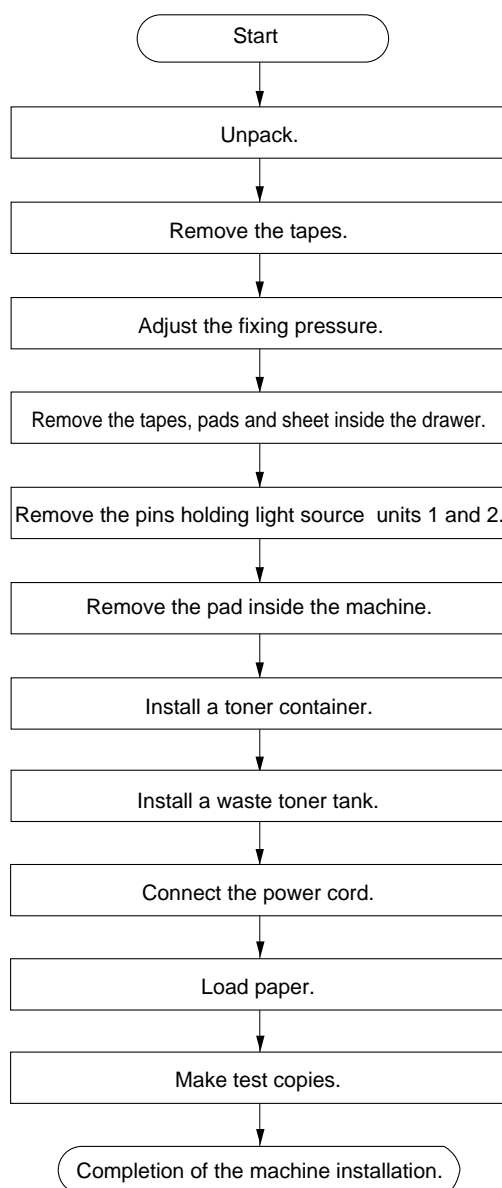 Start
Unpack.
Remove the tapes.
Adjust the fixing pressure.
Remove the tapes, pads and sheet inside the drawer.
Remove the pins holding light source units 1 and 2.
Remove the pad inside the machine.
Install a toner container.
Install a waste toner tank.
Connect the power cord.
Load paper.
Make test copies.
Completion of the machine installation.